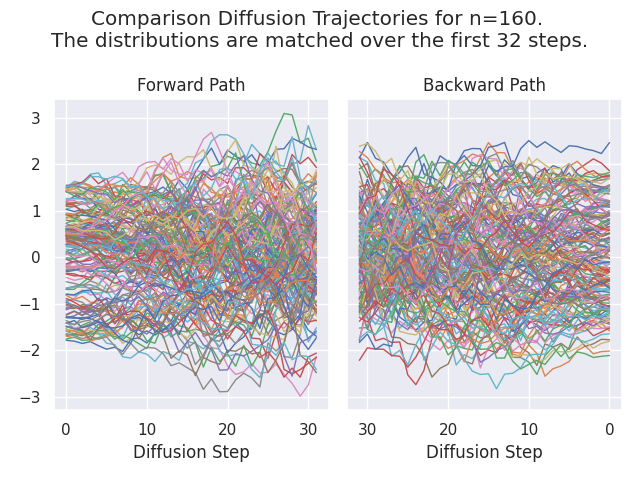 Comparison Diffusion Trajectories for n=160.
The distributions are matched over the first 32 steps.
Forward Path
Backward Path
3
2
1
0
−1
−2
−3
0 10 20 30
30 20 10 0
Diffusion Step
Diffusion Step